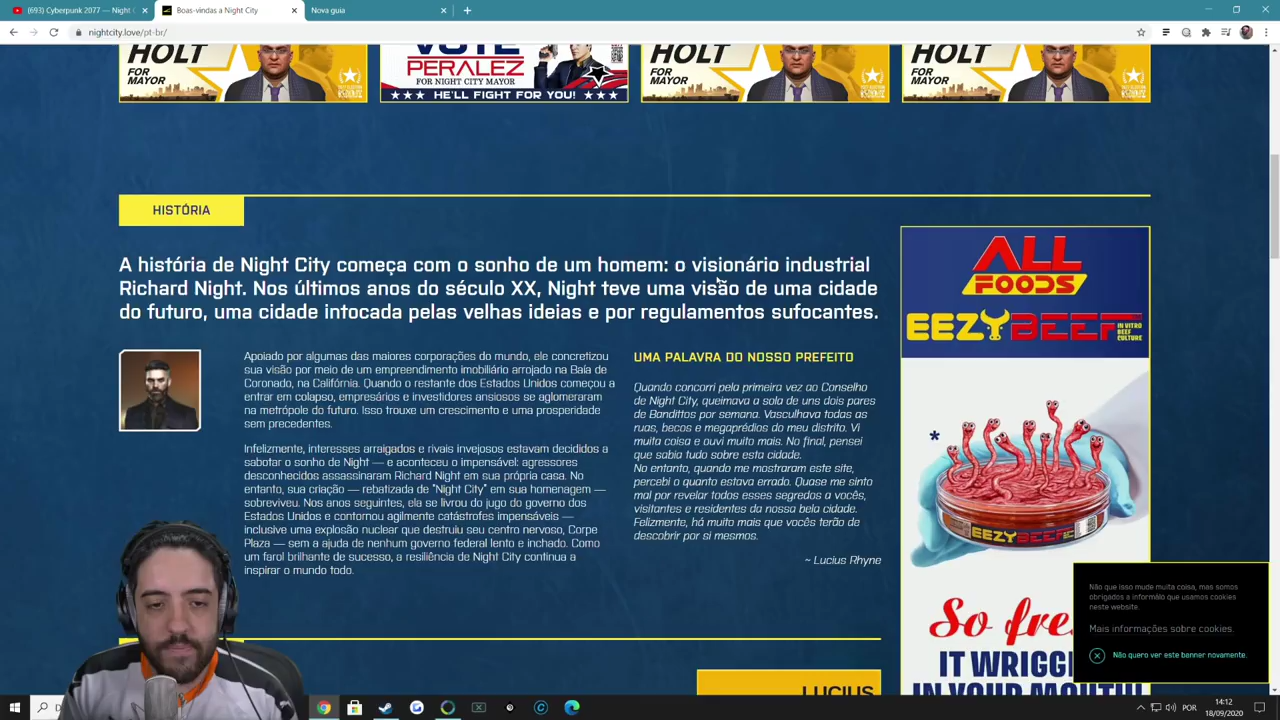 (693) Cyberpunk 2077 — Night C
Boas-vindas a Night City
Nova guia
nightcity.love/pt-br/
HOLT
FOR
MAYOR
VOTE
PERALEZ
FOR NIGHT CITY MAYOR
HE'LL FIGHT FOR YOU!
HOLT
FOR
MAYOR
HOLT
FOR
MAYOR
HISTÓRIA
A história de Night City começa com o sonho de um homem: o visionário industrial
Richard Night. Nos últimos anos do século XX, Night teve uma visão de uma cidade
do futuro, uma cidade intocada pelas velhas ideias e por regulamentos sufocantes.
Apoiado por algumas das maiores corporações do mundo, ele concretizou
sua visão por meio de um empreendimento imobiliário arrojado na Baía de
Coronado, na Califórnia. Quando o restante dos Estados Unidos começou a
entrar em colapso, empresários e investidores ansiosos se aglomeraram
na metrópole do futuro. Isso trouxe um crescimento e uma prosperidade
sem precedentes.
Infelizmente, interesses arraigados e rivais invejosos estavam decididos a
sabotar o sonho de Night — e aconteceu o impensável: agressores
desconhecidos assassinaram Richard Night em sua própria casa. No
entanto, sua criação — rebatizada de "Night City" em sua homenagem —
sobreviveu. Nos anos seguintes, ela se livrou do jugo do governo dos
Estados Unidos e contornou agilmente catástrofes impensáveis —
inclusive uma explosão nuclear que destruiu seu centro nervoso, Corpe
Plaza — sem a ajuda de nenhum governo federal lento e inchado. Como
um farol brilhante de sucesso, a resiliência de Night City continua a
inspirar o mundo todo.
UMA PALAVRA DO NOSSO PREFEITO
Quando concorri pela primeira vez ao Conselho
de Night City, queimava a sola de uns dois pares
de Bandittos por semana. Vasculhava todas as
ruas, becos e megaprédios do meu distrito. Vi
muita coisa e ouvi muito mais. No final, pensei
que sabia tudo sobre esta cidade.
No entanto, quando me mostraram este site,
percebi o quanto estava errado. Quase me sinto
mal por revelar todos esses segredos a vocês,
visitantes e residentes da nossa bela cidade.
Felizmente, há muito mais que vocês terão de
descobrir por si mesmos.
~ Lucius Rhyne
ALL
FOODS
EEZYBEEF
IN VITRO
BEEF
CULTURE
*
EEZYBEEF
So fre
IT WRIGG
IN YOUR MOUTH!
LUCIUS
Não que isso mude muita coisa, mas somos
obrigados a informálo que usamos cookies
neste website.
Mais informações sobre cookies.
Não quero ver este banner novamente.
D
POR
14:12
18/09/2020